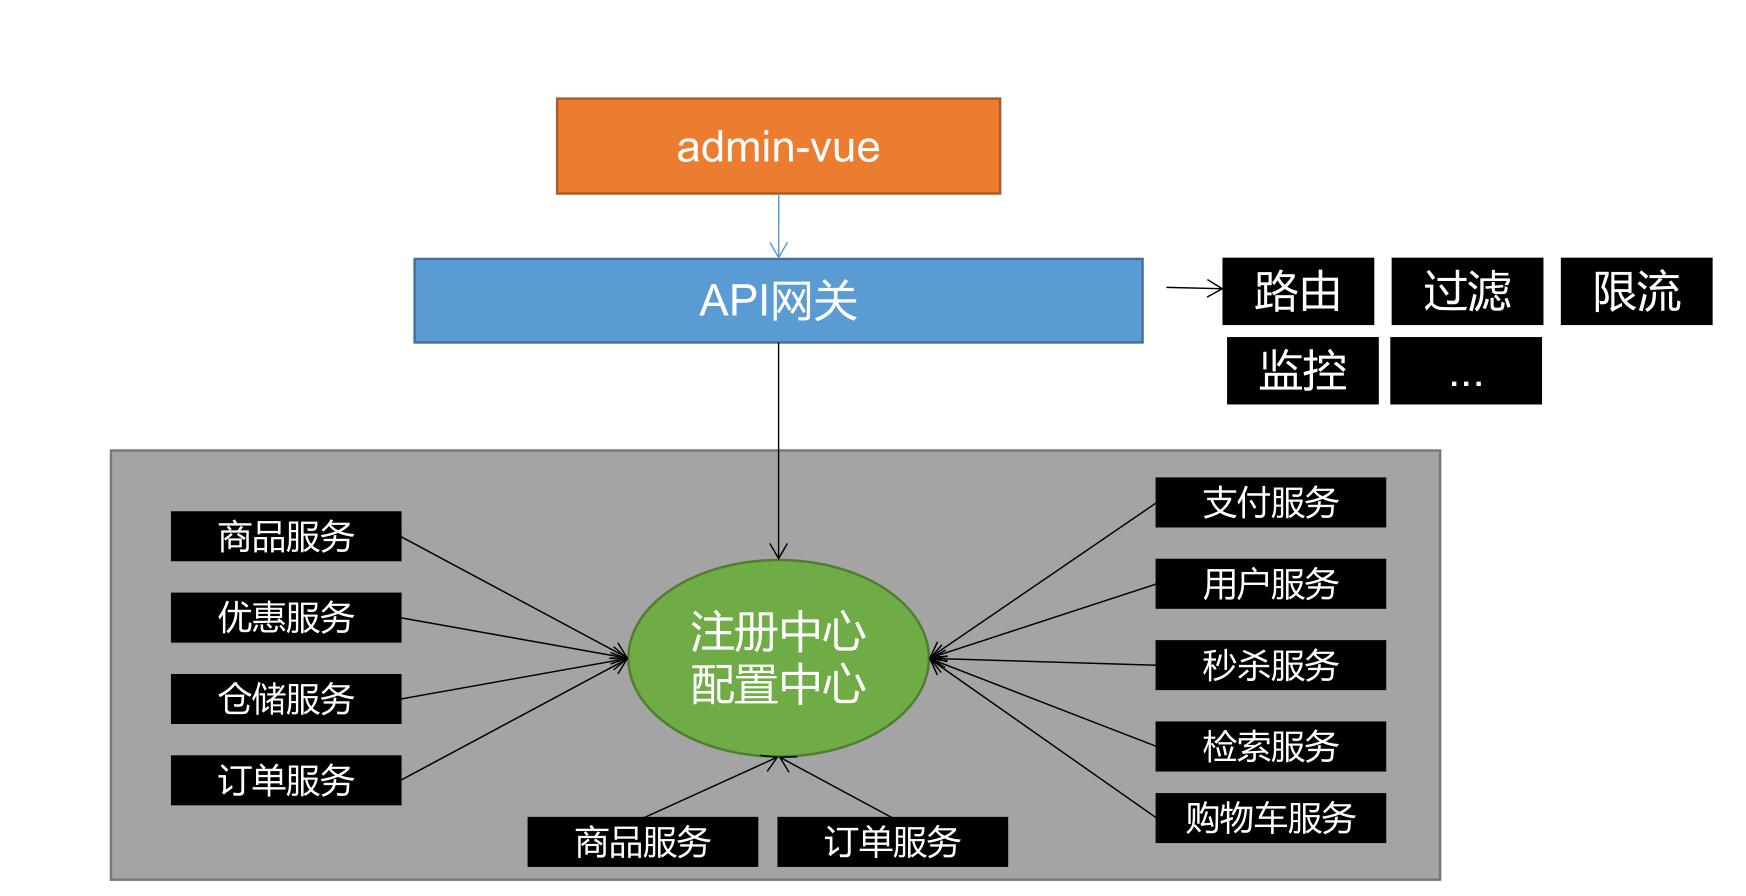 admin-vue
API网关
路由
过滤
限流
监控
...
商品服务
优惠服务
仓储服务
订单服务
注册中心
配置中心
支付服务
用户服务
秒杀服务
检索服务
购物车服务
商品服务
订单服务